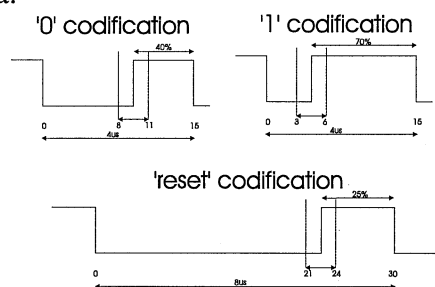 '0' codification
40%
0
8
11
15
4us
'1' codification
70%
0
3
6
15
4us
'reset' codification
25%
0
21
24
30
8us